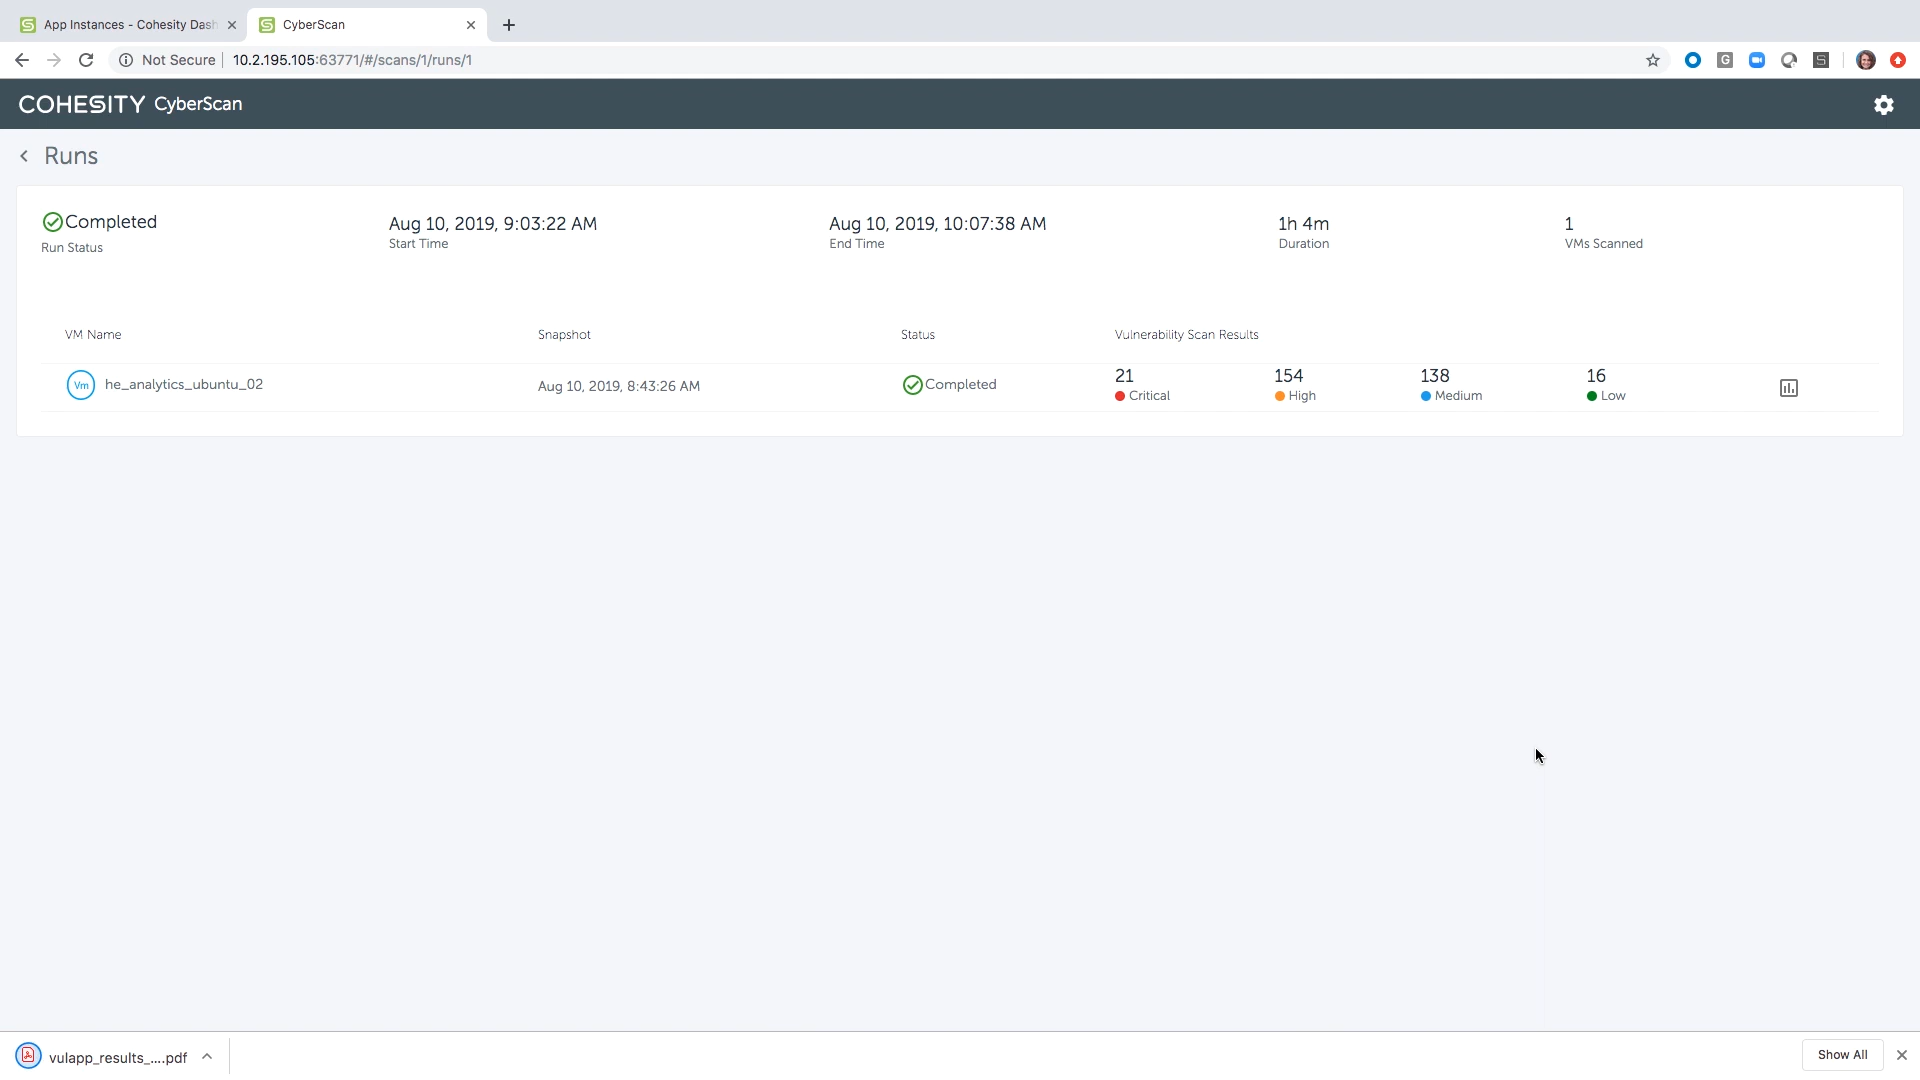 App Instances - Cohesity Dash
CyberScan
Not Secure
10.2.195.105:63771/#/scans/1/runs/1
G
S
COHESITY CyberScan
Runs
Completed
Run Status
Aug 10, 2019, 9:03:22 AM
Start Time
Aug 10, 2019, 10:07:38 AM
End Time
1h 4m
Duration
1
VMs Scanned
VM Name
Snapshot
Status
Vulnerability Scan Results
Vm
he_analytics_ubuntu_02
Aug 10, 2019, 8:43:26 AM
Completed
21
Critical
154
High
138
Medium
16
Low
vulapp_results_....pdf
Show All